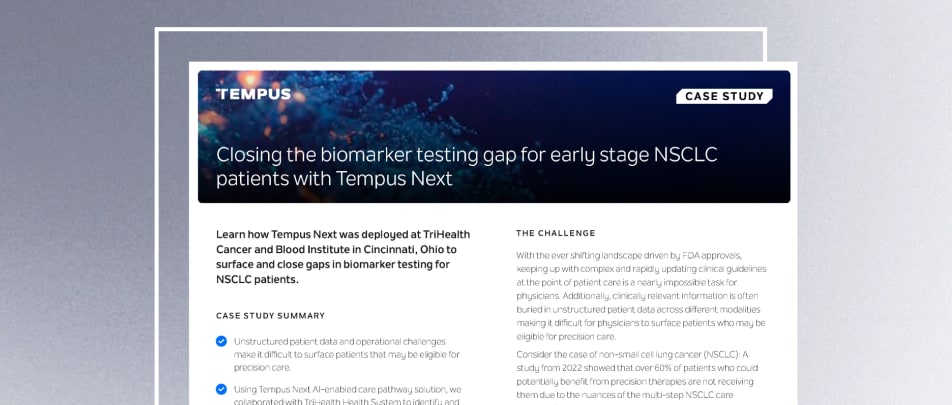 TEMPUS
CASE STUDY
Closing the biomarker testing gap for early stage NSCLC
patients with Tempus Next
Learn how Tempus Next was deployed at TriHealth
Cancer and Blood Institute in Cincinnati, Ohio to
surface and close gaps in biomarker testing for
NSCLC patients.
CASE STUDY SUMMARY
Unstructured patient data and operational challenges
make it difficult to surface patients that may be eligible for
precision care.
Using Tempus Next AI-enabled care pathway solution, we
collaborated with TriHealth Health System to identify and
THE CHALLENGE
With the ever shifting landscape driven by FDA approvals,
keeping up with complex and rapidly updating clinical guidelines
at the point of patient care is a nearly impossible task for
physicians. Additionally, clinically relevant information is often
buried in unstructured patient data across different modalities
making it difficult for physicians to surface patients who may be
eligible for precision care.
Consider the case of non-small cell lung cancer (NSCLC): A
study from 2022 showed that over 60% of patients who could
potentially benefit from precision therapies are not receiving
them due to the nuances of the multi-step NSCLC care